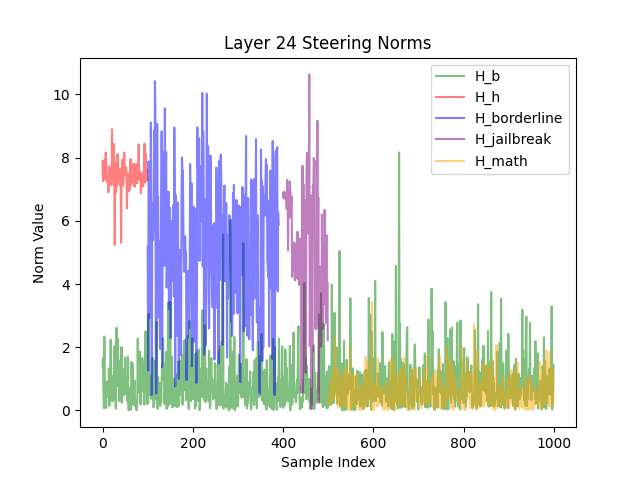 Layer 24 Steering Norms
H_b
H_h
H_borderline
H_jailbreak
H_math
Norm Value
10
8
6
4
2
0
0 200 400 600 800 1000
Sample Index